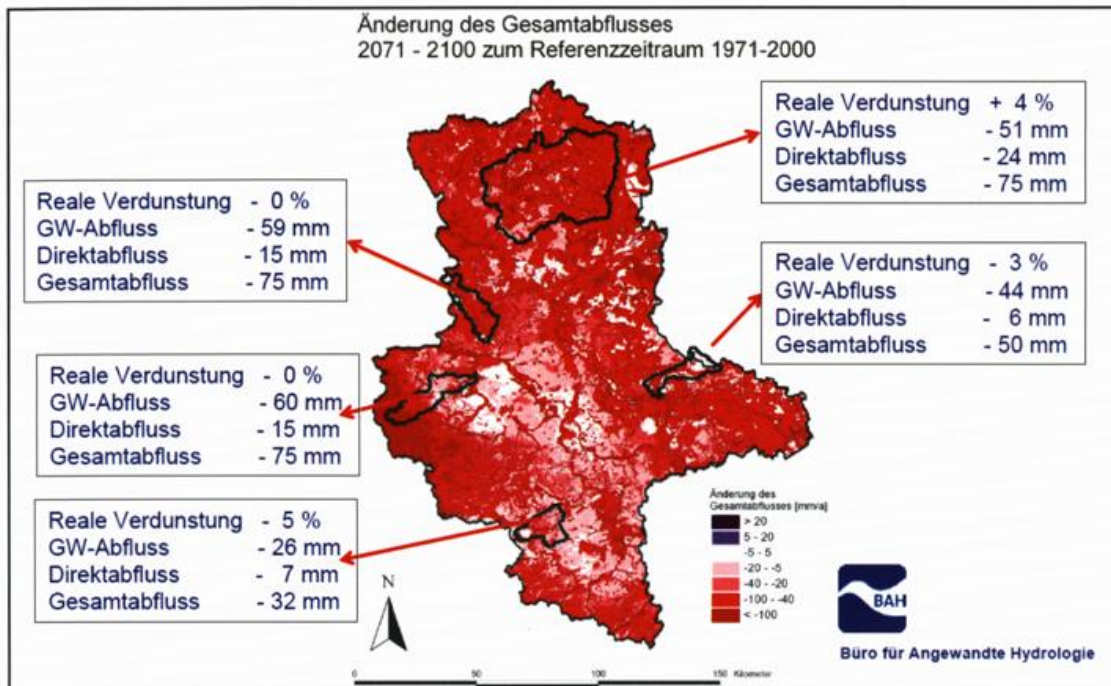 Änderung des Gesamtabflusses
2071 - 2100 zum Referenzzeitraum 1971-2000
Reale Verdunstung + 4 %
GW-Abfluss - 51 mm
Direktabfluss - 24 mm
Gesamtabfluss - 75 mm
Reale Verdunstung - 0 %
GW-Abfluss - 59 mm
Direktabfluss - 15 mm
Gesamtabfluss - 75 mm
Reale Verdunstung - 3 %
GW-Abfluss - 44 mm
Direktabfluss - 6 mm
Gesamtabfluss - 50 mm
Reale Verdunstung - 0 %
GW-Abfluss - 60 mm
Direktabfluss - 15 mm
Gesamtabfluss - 75 mm
Reale Verdunstung - 5 %
GW-Abfluss - 26 mm
Direktabfluss - 7 mm
Gesamtabfluss - 32 mm
N
Änderung des
Gesamtabflusses [mm/a]
> 20
5 - 20
-5 - 5
-20 - -5
-40 - -20
-100 - -40
< -100
BAH
Büro für Angewandte Hydrologie
0 50 100 150 Kilometer